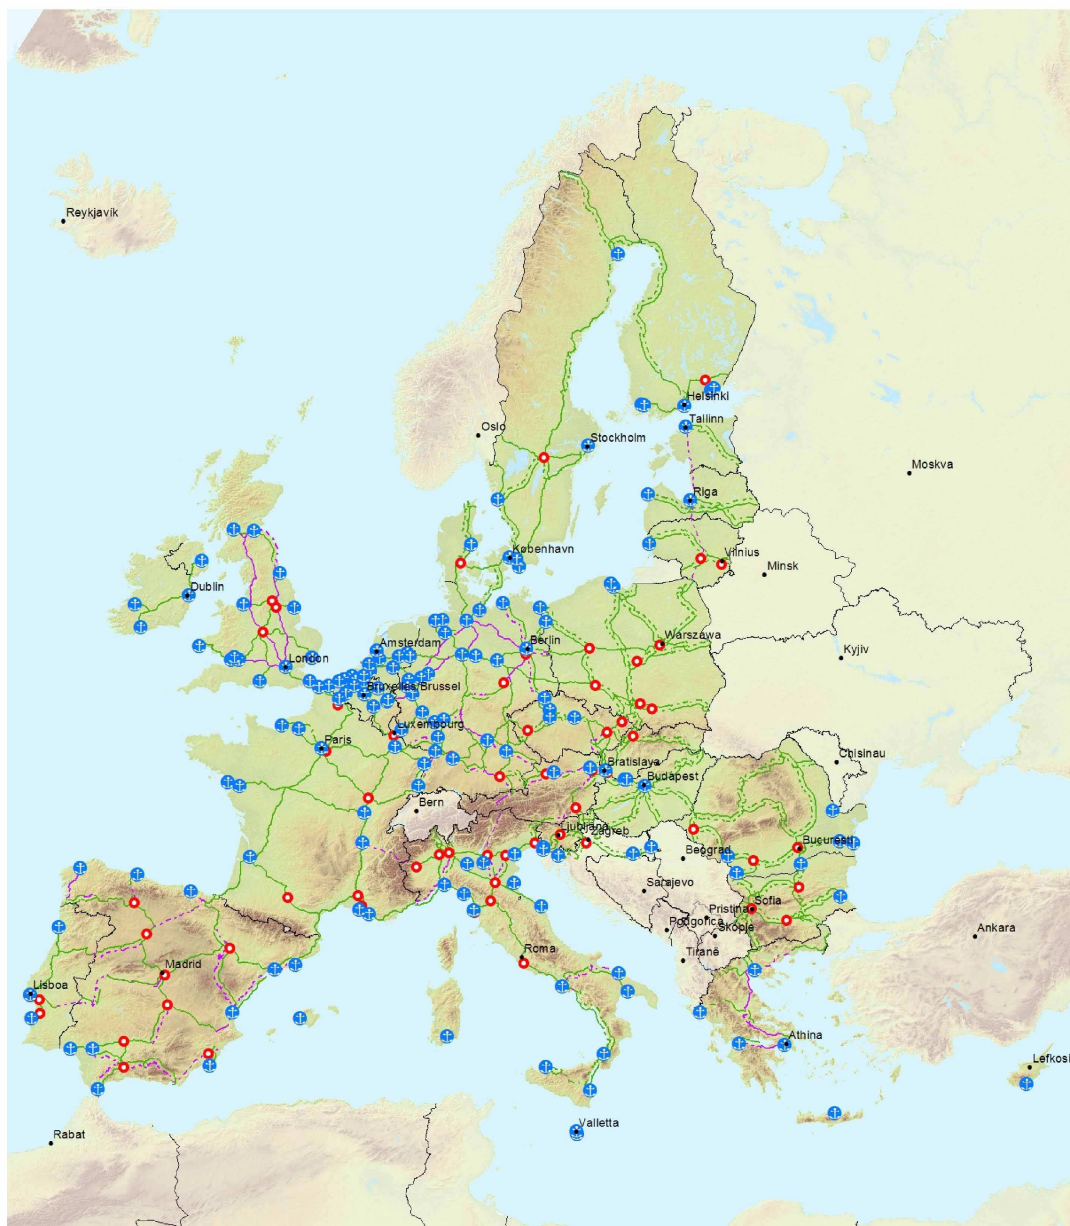 Reykjavík
Oslo
Helsinki
Tallinn
Stockholm
Moskva
Riga
København
Vilnius
Minsk
Dublin
Amsterdam
Berlin
Warszawa
Kyjiv
London
Bruxelles/Brussel
Luxembourg
Paris
Chisinau
Bratislava
Budapest
Bern
Ljubljana
Zagreb
Bucuresti
Beograd
Sarajevo
Sofia
Pristina
Podgorica
Skopje
Ankara
Roma
Tiranë
Madrid
Lisboa
Athina
Lefkosi
Valletta
Rabat